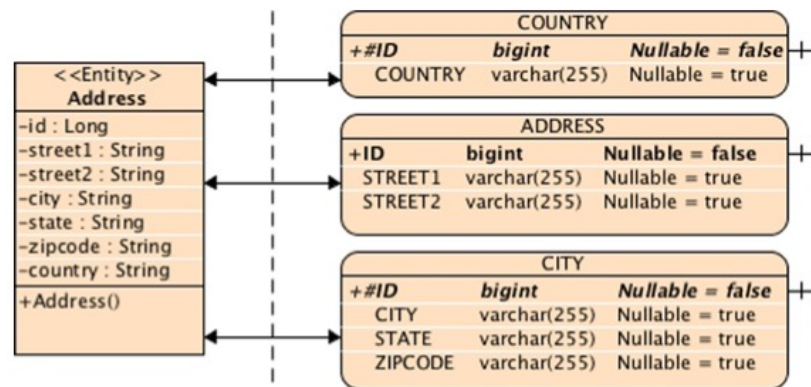 <<Entity>>
Address
-id : Long
-street1 : String
-street2 : String
-city : String
-state : String
-zipcode : String
-country : String
+Address()
COUNTRY
+#ID bigint Nullable = false
COUNTRY varchar(255) Nullable = true
ADDRESS
+ID bigint Nullable = false
STREET1 varchar(255) Nullable = true
STREET2 varchar(255) Nullable = true
CITY
+#ID bigint Nullable = false
CITY varchar(255) Nullable = true
STATE varchar(255) Nullable = true
ZIPCODE varchar(255) Nullable = true